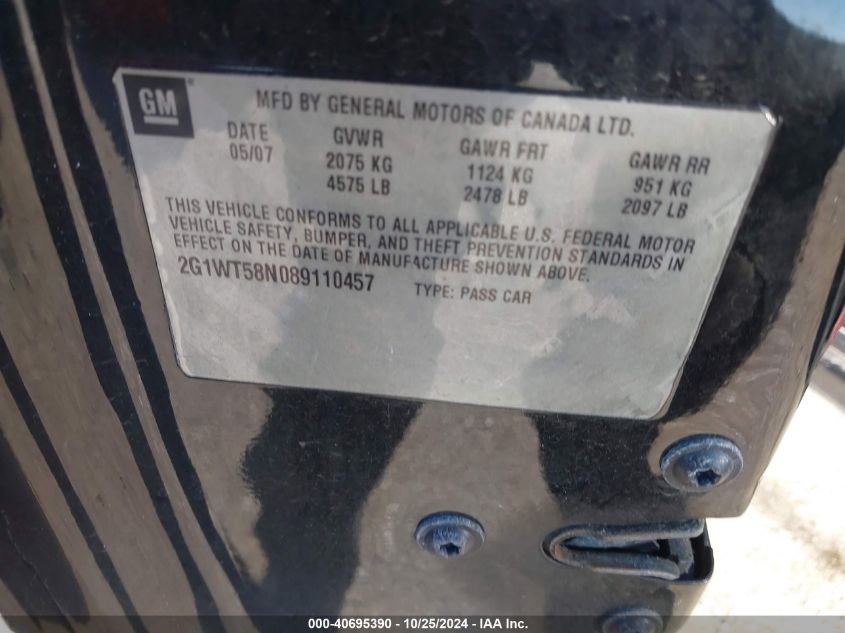 GM
MFD BY GENERAL MOTORS OF CANADA LTD.
DATE GVWR GAWR FRT GAWR RR
05/07 2075 KG 1124 KG 951 KG
4575 LB 2478 LB 2097 LB
THIS VEHICLE CONFORMS TO ALL APPLICABLE U.S. FEDERAL MOTOR
VEHICLE SAFETY, BUMPER, AND THEFT PREVENTION STANDARDS IN
EFFECT ON THE DATE OF MANUFACTURE SHOWN ABOVE.
2G1WT58N089110457 TYPE: PASS CAR
000-40695390 - 10/25/2024 - IAA Inc.